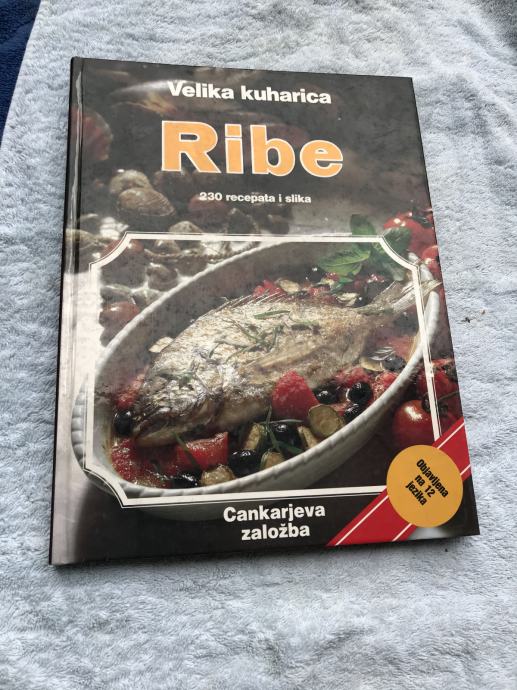 Velika kuharica
Ribe
230 recepata i slika
Objavljena
na 12
jezika
Cankarjeva
založba